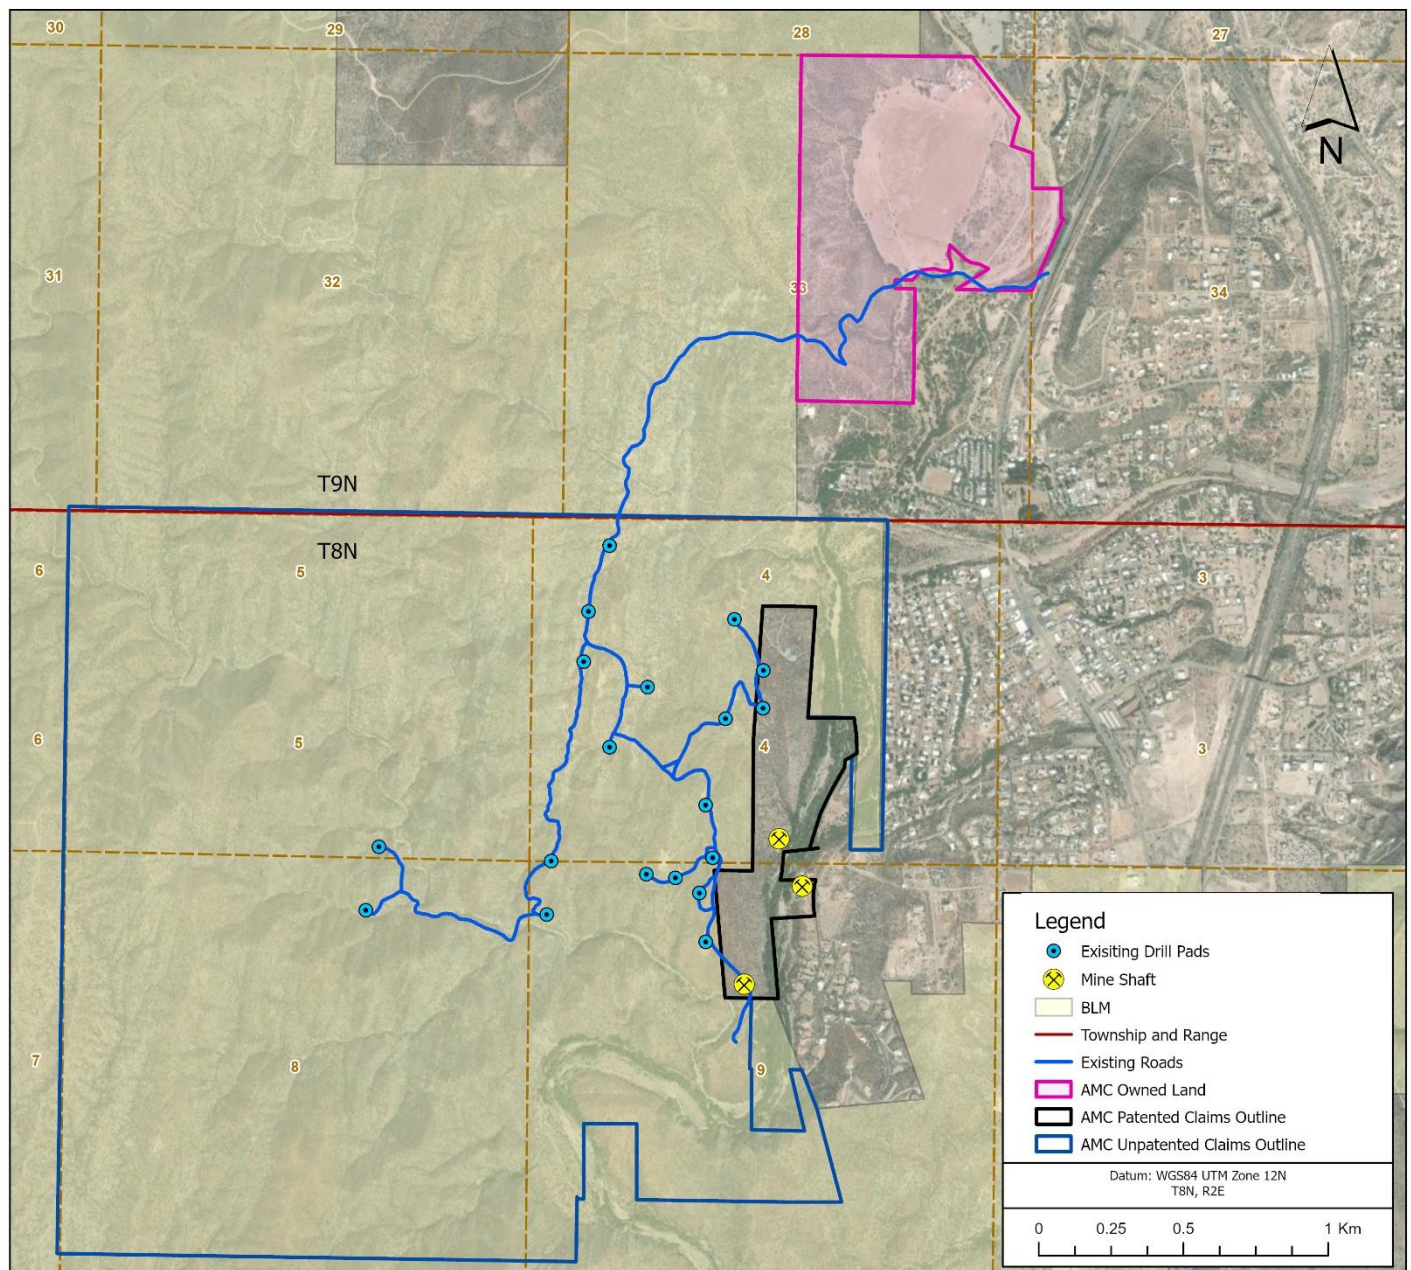 30
29
28
27
N
31
32
33
34
T9N
T8N
6
5
4
3
6
5
4
3
7
8
9
Legend
Exisiting Drill Pads
Mine Shaft
BLM
Township and Range
Existing Roads
AMC Owned Land
AMC Patented Claims Outline
AMC Unpatented Claims Outline
Datum: WGS84 UTM Zone 12N
T8N, R2E
0 0.25 0.5 1 Km